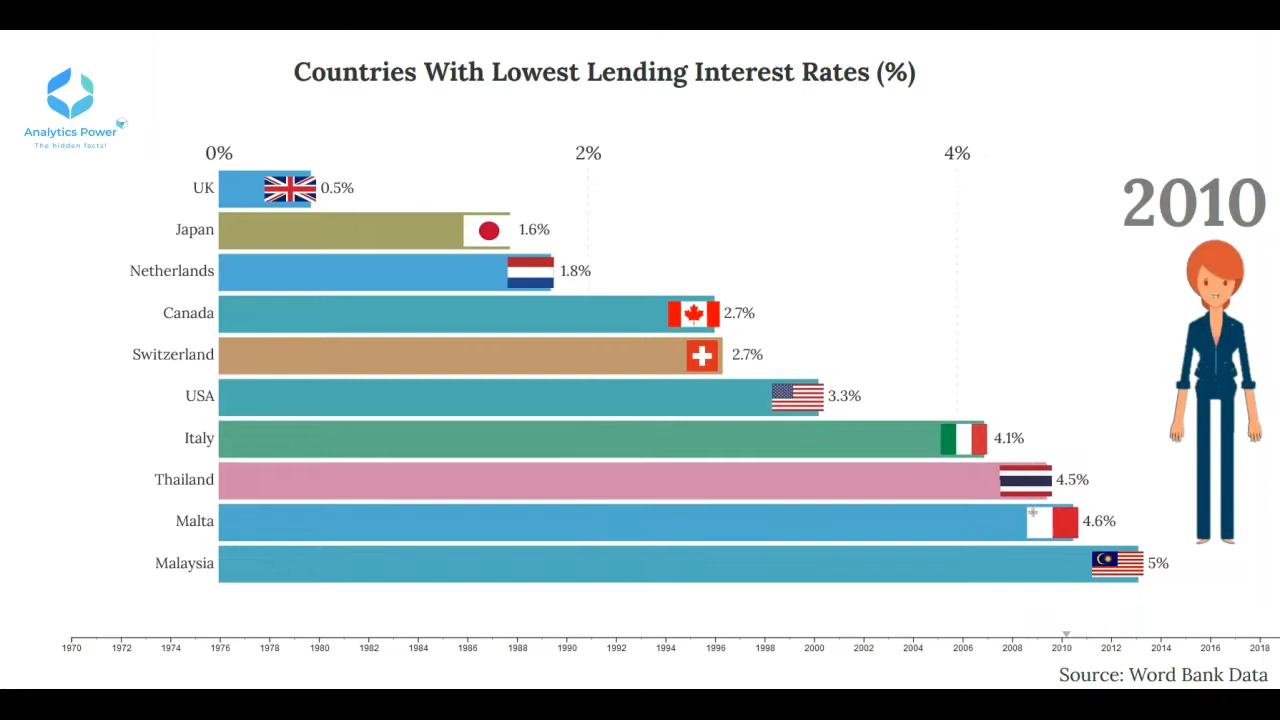 Countries With Lowest Lending Interest Rates (%)
Analytics Power
The hidden facts!
0% 2% 4%
2010
UK 0.5%
Japan 1.6%
Netherlands 1.8%
Canada 2.7%
Switzerland 2.7%
USA 3.3%
Italy 4.1%
Thailand 4.5%
Malta 4.6%
Malaysia 5%
1970 1972 1974 1976 1978 1980 1982 1984 1986 1988 1990 1992 1994 1996 1998 2000 2002 2004 2006 2008 2010 2012 2014 2016 2018
Source: Word Bank Data